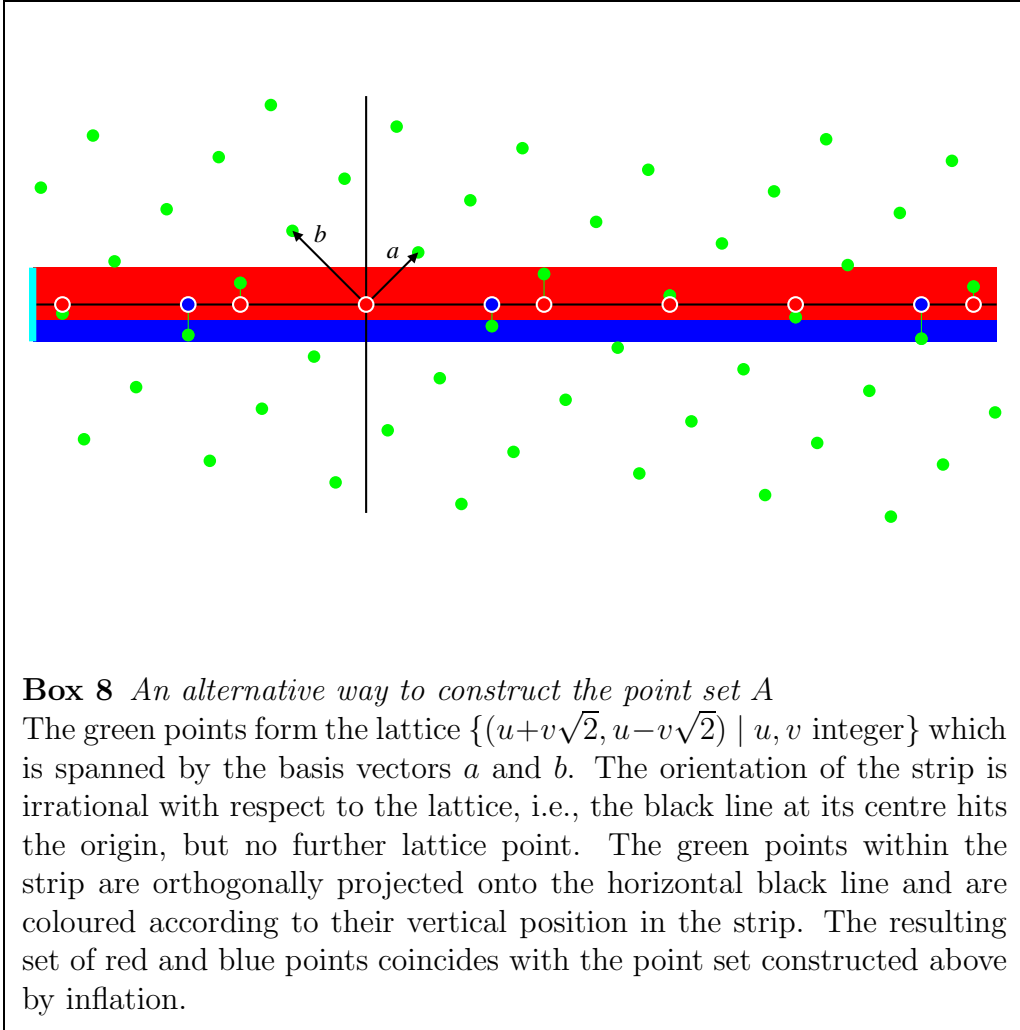 b
a
Box 8 An alternative way to construct the point set A
The green points form the lattice {(u+v√2, u−v√2) | u, v integer} which
is spanned by the basis vectors a and b. The orientation of the strip is
irrational with respect to the lattice, i.e., the black line at its centre hits
the origin, but no further lattice point. The green points within the
strip are orthogonally projected onto the horizontal black line and are
coloured according to their vertical position in the strip. The resulting
set of red and blue points coincides with the point set constructed above
by inflation.